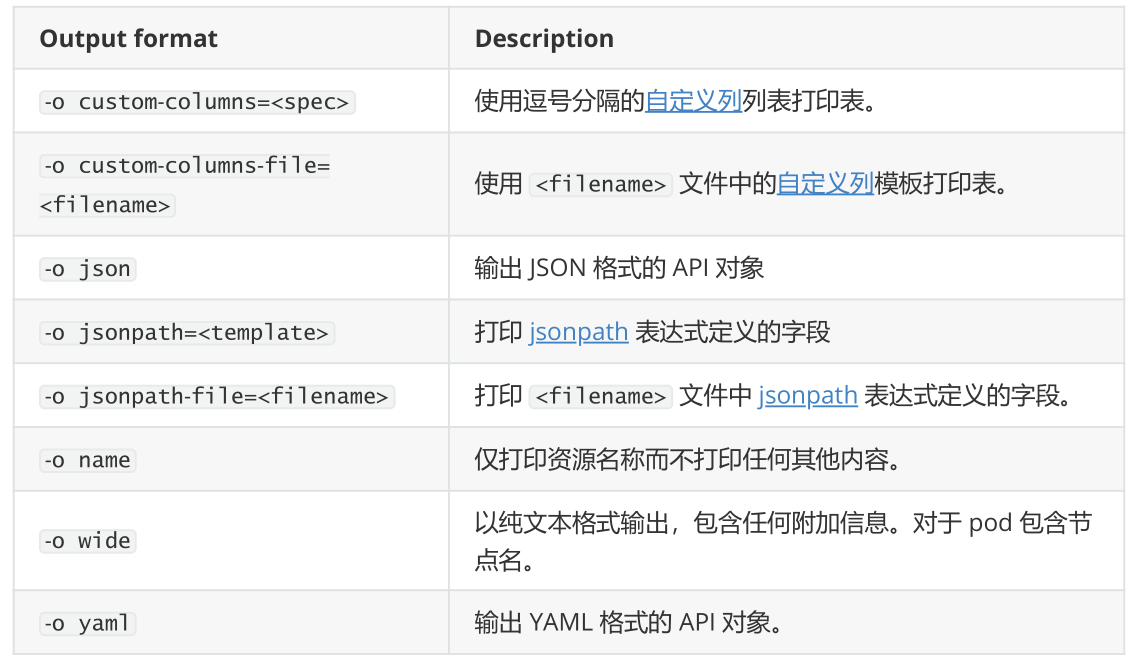 Output format
Description
-o custom-columns=<spec>
使用逗号分隔的自定义列列表打印表。
-o custom-columns-file=
<filename>
使用 <filename> 文件中的自定义列模板打印表。
-o json
输出 JSON 格式的 API 对象
-o jsonpath=<template>
打印 jsonpath 表达式定义的字段
-o jsonpath-file=<filename>
打印 <filename> 文件中 jsonpath 表达式定义的字段。
-o name
仅打印资源名称而不打印任何其他内容。
-o wide
以纯文本格式输出，包含任何附加信息。对于 pod 包含节
点名。
-o yaml
输出 YAML 格式的 API 对象。